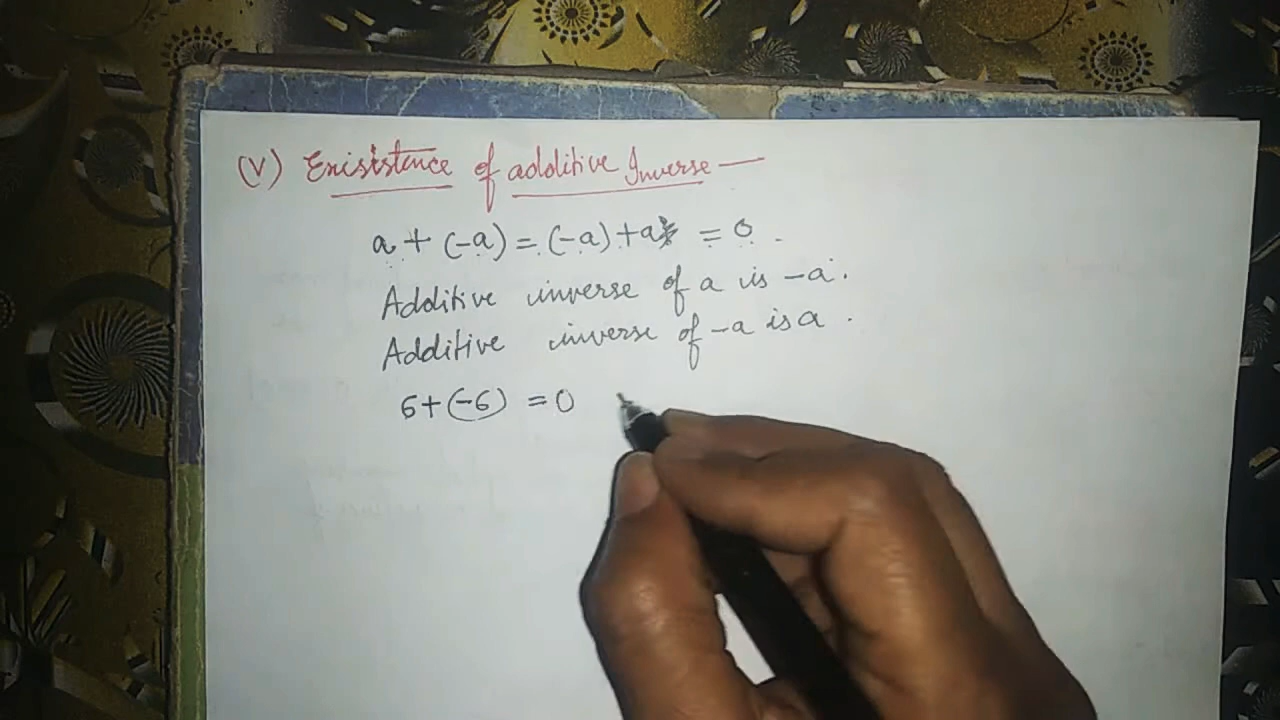 (V) Exisistence of additive Inverse —
a + (-a) = (-a) + a = 0 .
Additive inverse of a is -a .
Additive inverse of -a is a .
6+(-6) = 0